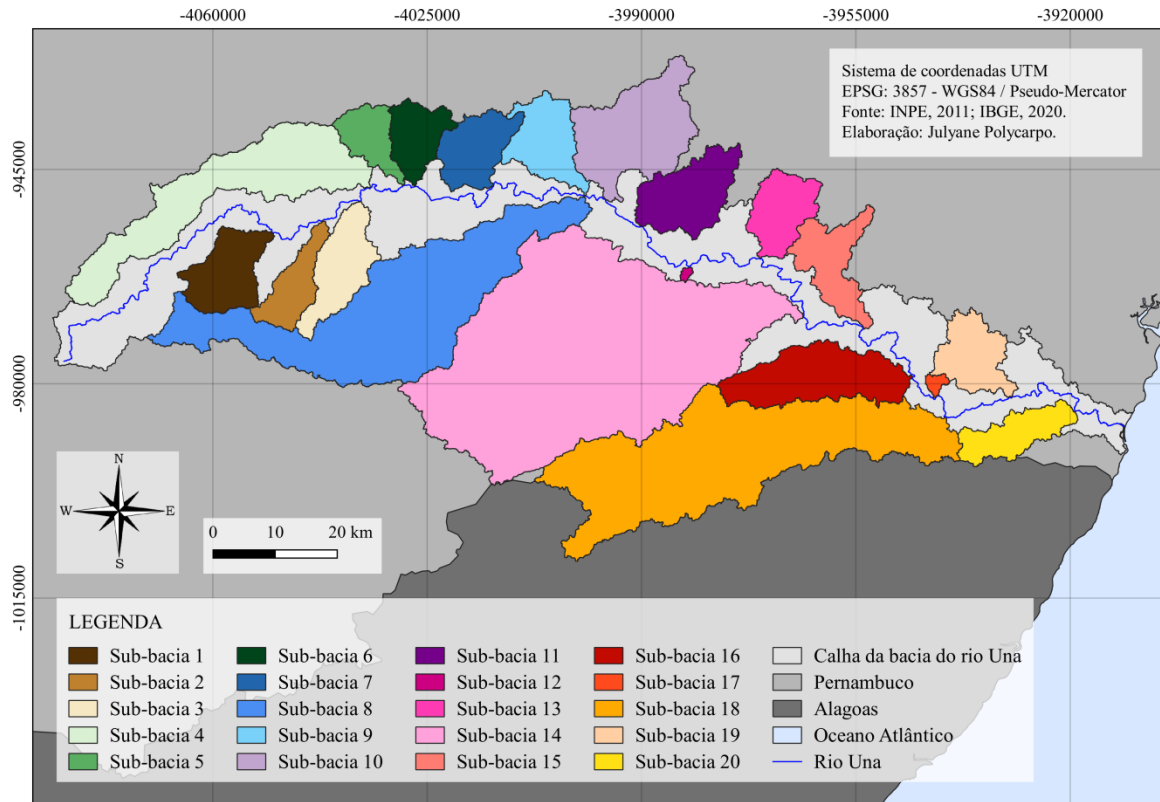 -4060000 -4025000 -3990000 -3955000 -3920000
Sistema de coordenadas UTM
EPSG: 3857 - WGS84 / Pseudo-Mercator
Fonte: INPE, 2011; IBGE, 2020.
Elaboração: Julyane Polycarpo.
-945000
-980000
-1015000
N
W E
S
0 10 20 km
LEGENDA
Sub-bacia 1 Sub-bacia 6 Sub-bacia 11 Sub-bacia 16 Calha da bacia do rio Una
Sub-bacia 2 Sub-bacia 7 Sub-bacia 12 Sub-bacia 17 Pernambuco
Sub-bacia 3 Sub-bacia 8 Sub-bacia 13 Sub-bacia 18 Alagoas
Sub-bacia 4 Sub-bacia 9 Sub-bacia 14 Sub-bacia 19 Oceano Atlântico
Sub-bacia 5 Sub-bacia 10 Sub-bacia 15 Sub-bacia 20 Rio Una